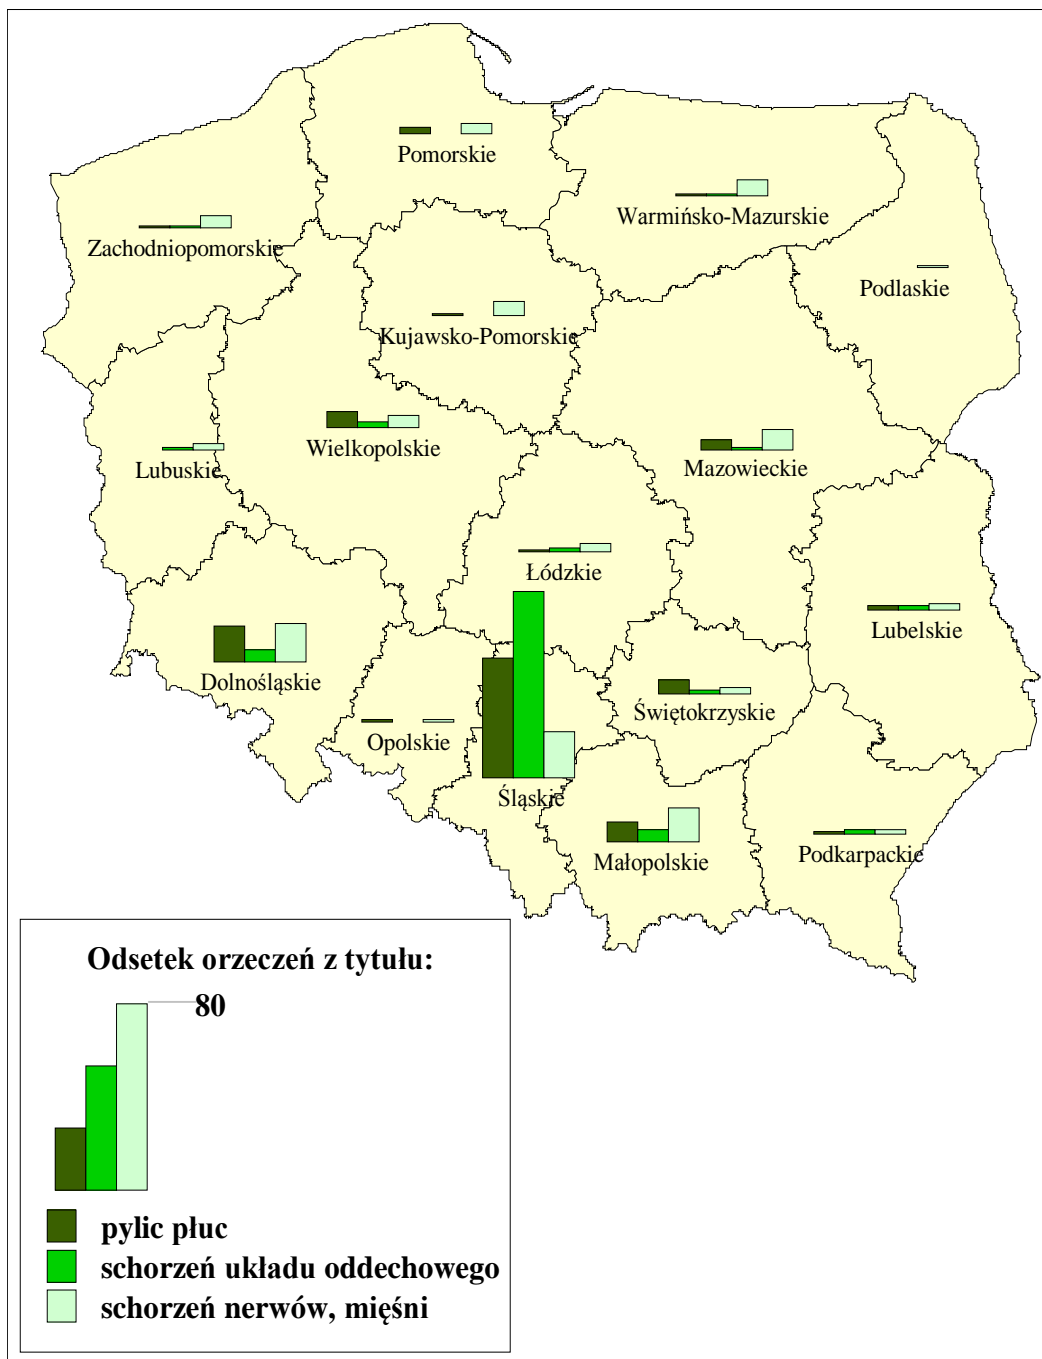 Pomorskie
Warmińsko-Mazurskie
Zachodniopomorskie
Podlaskie
Kujawsko-Pomorskie
Wielkopolskie
Mazowieckie
Lubuskie
Łódzkie
Lubelskie
Dolnośląskie
Świętokrzyskie
Opolskie
Śląskie
Małopolskie
Podkarpackie
Odsetek orzeczeń z tytułu:
80
pylic płuc
schorzeń układu oddechowego
schorzeń nerwów, mięśni